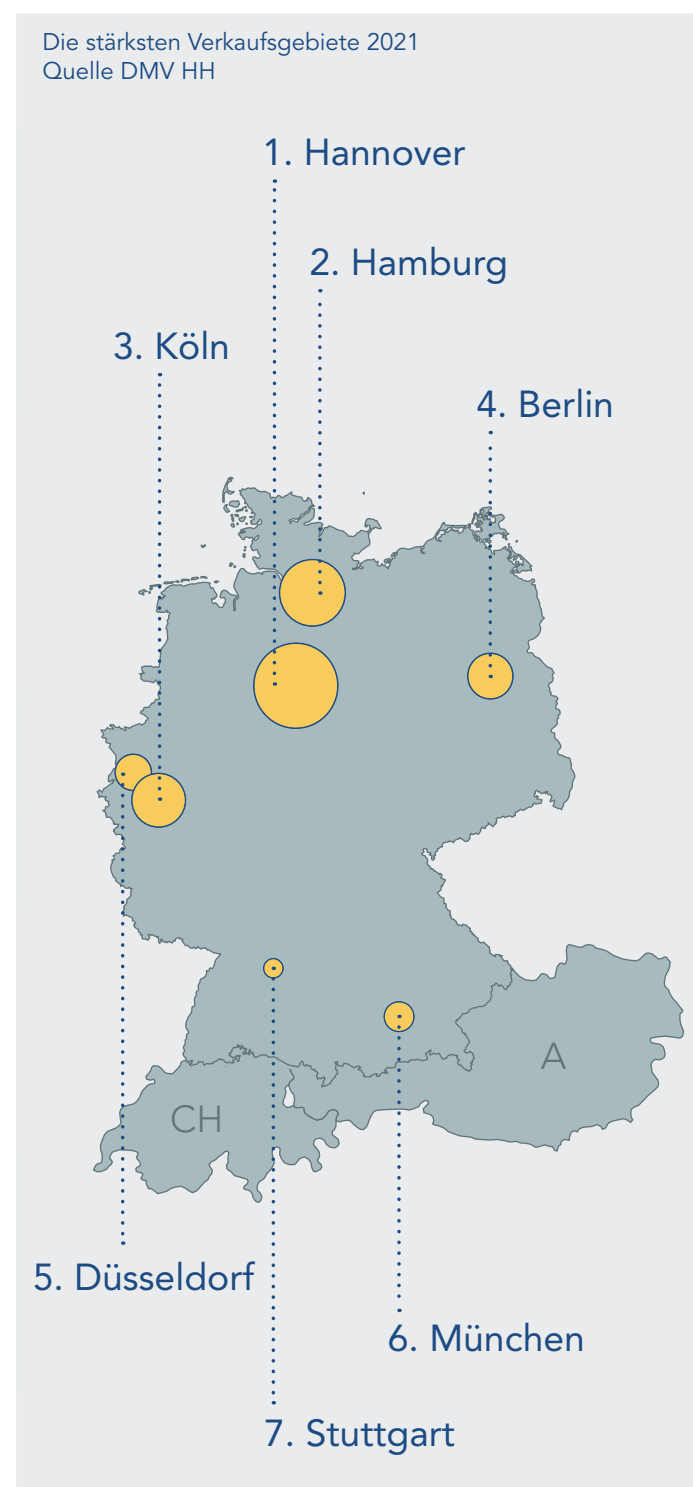 Die stärksten Verkaufsgebiete 2021
Quelle DMV HH
1. Hannover
2. Hamburg
3. Köln
4. Berlin
A
CH
5. Düsseldorf
6. München
7. Stuttgart